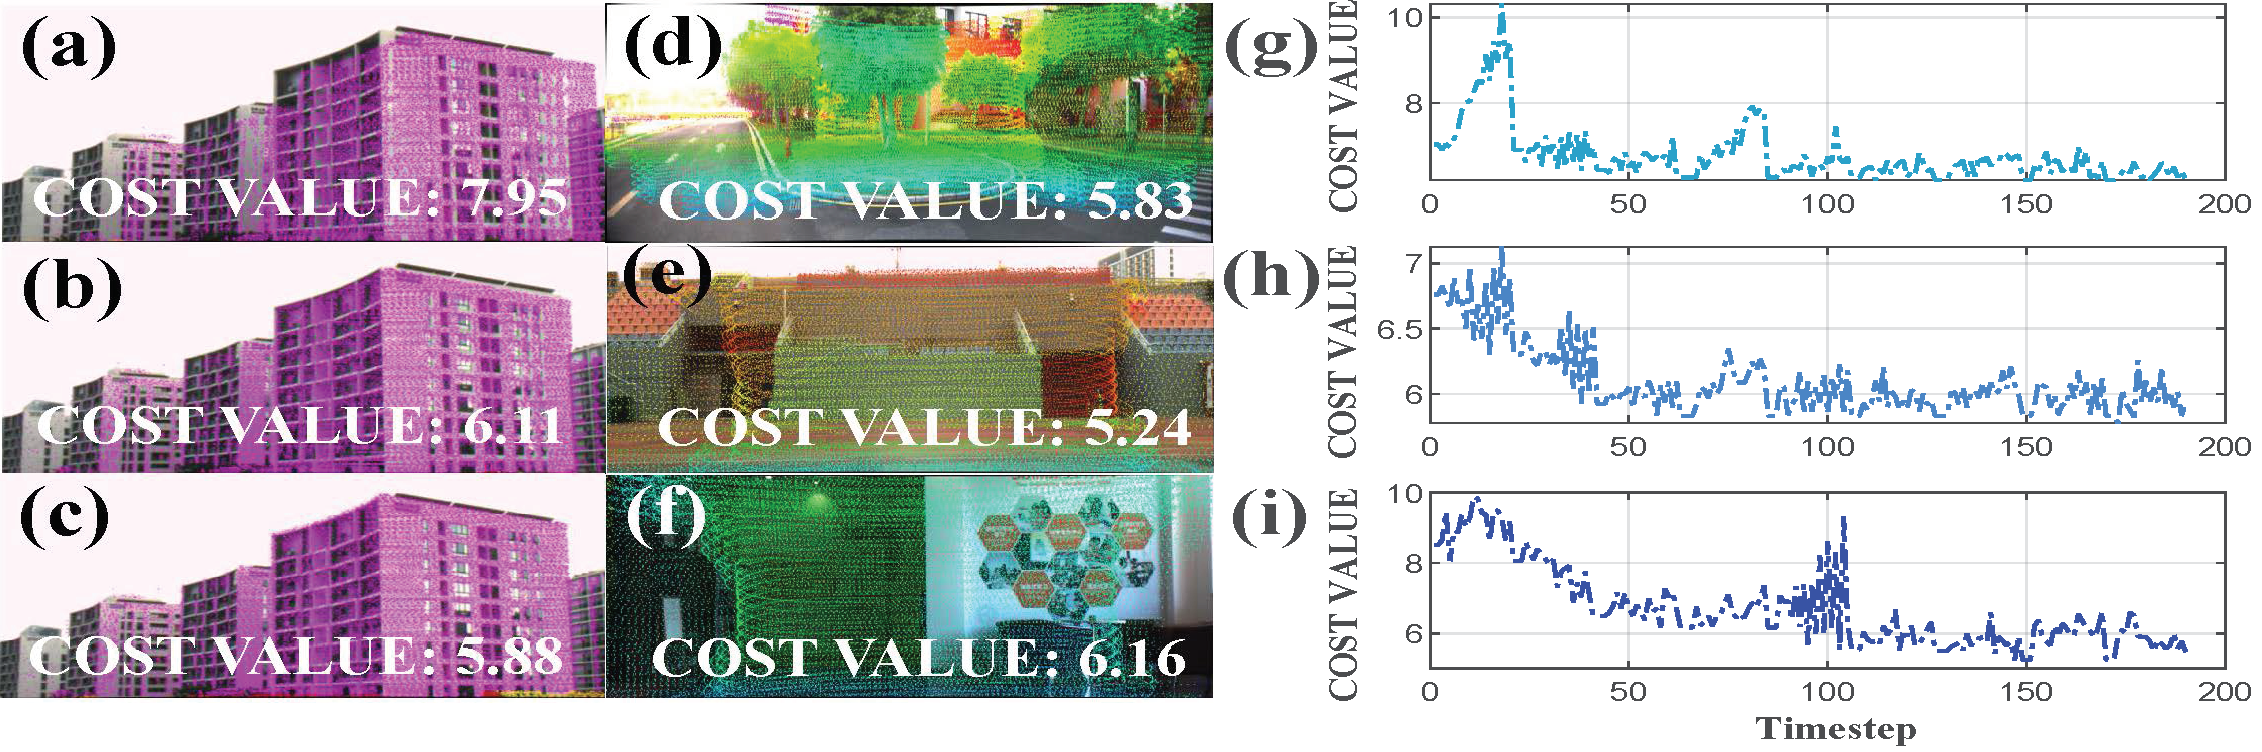 (a)
COST VALUE: 7.95
(b)
COST VALUE: 6.11
(c)
COST VALUE: 5.88
(d)
COST VALUE: 5.83
(e)
COST VALUE: 5.24
(f)
COST VALUE: 6.16
(g)
COST VALUE
10
8
0 50 100 150 200
(h)
COST VALUE
7
6.5
6
0 50 100 150 200
(i)
COST VALUE
10
8
6
0 50 100 150 200
Timestep